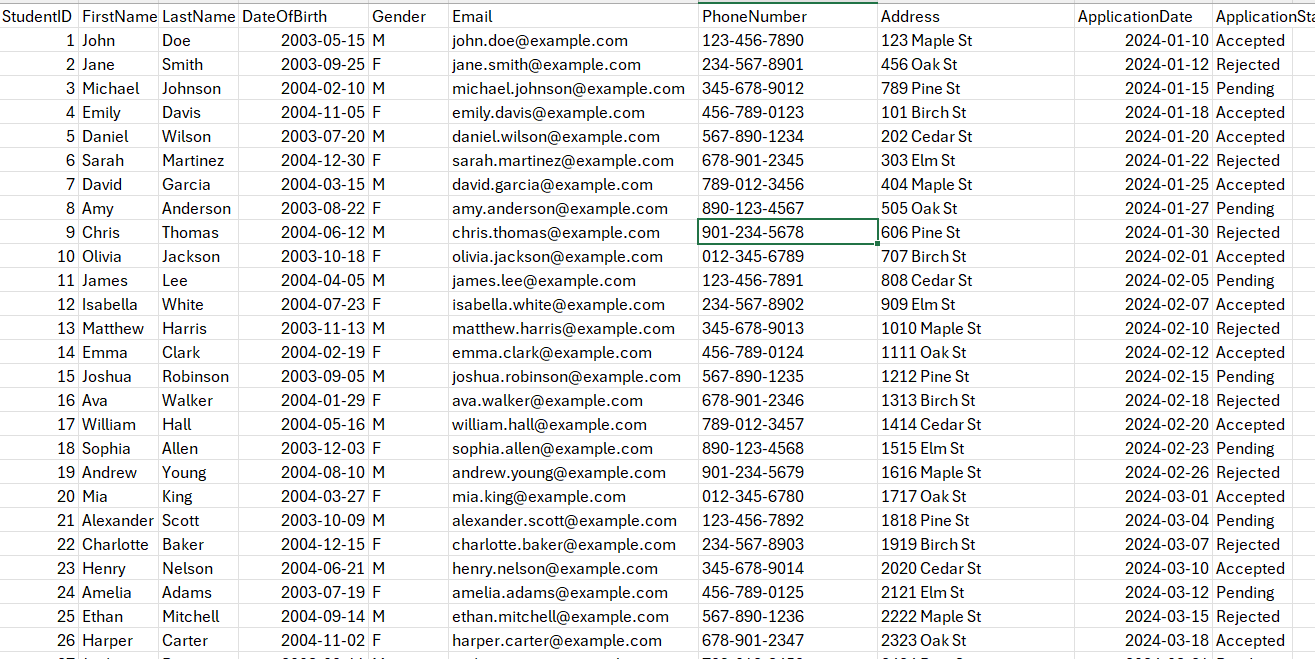 StudentID FirstName LastName DateOfBirth Gender Email PhoneNumber Address ApplicationDate ApplicationSta
1 John Doe 2003-05-15 M john.doe@example.com 123-456-7890 123 Maple St 2024-01-10 Accepted
2 Jane Smith 2003-09-25 F jane.smith@example.com 234-567-8901 456 Oak St 2024-01-12 Rejected
3 Michael Johnson 2004-02-10 M michael.johnson@example.com 345-678-9012 789 Pine St 2024-01-15 Pending
4 Emily Davis 2004-11-05 F emily.davis@example.com 456-789-0123 101 Birch St 2024-01-18 Accepted
5 Daniel Wilson 2003-07-20 M daniel.wilson@example.com 567-890-1234 202 Cedar St 2024-01-20 Accepted
6 Sarah Martinez 2004-12-30 F sarah.martinez@example.com 678-901-2345 303 Elm St 2024-01-22 Rejected
7 David Garcia 2004-03-15 M david.garcia@example.com 789-012-3456 404 Maple St 2024-01-25 Accepted
8 Amy Anderson 2003-08-22 F amy.anderson@example.com 890-123-4567 505 Oak St 2024-01-27 Pending
9 Chris Thomas 2004-06-12 M chris.thomas@example.com 901-234-5678 606 Pine St 2024-01-30 Rejected
10 Olivia Jackson 2003-10-18 F olivia.jackson@example.com 012-345-6789 707 Birch St 2024-02-01 Accepted
11 James Lee 2004-04-05 M james.lee@example.com 123-456-7891 808 Cedar St 2024-02-05 Pending
12 Isabella White 2004-07-23 F isabella.white@example.com 234-567-8902 909 Elm St 2024-02-07 Accepted
13 Matthew Harris 2003-11-13 M matthew.harris@example.com 345-678-9013 1010 Maple St 2024-02-10 Rejected
14 Emma Clark 2004-02-19 F emma.clark@example.com 456-789-0124 1111 Oak St 2024-02-12 Accepted
15 Joshua Robinson 2003-09-05 M joshua.robinson@example.com 567-890-1235 1212 Pine St 2024-02-15 Pending
16 Ava Walker 2004-01-29 F ava.walker@example.com 678-901-2346 1313 Birch St 2024-02-18 Rejected
17 William Hall 2004-05-16 M william.hall@example.com 789-012-3457 1414 Cedar St 2024-02-20 Accepted
18 Sophia Allen 2003-12-03 F sophia.allen@example.com 890-123-4568 1515 Elm St 2024-02-23 Pending
19 Andrew Young 2004-08-10 M andrew.young@example.com 901-234-5679 1616 Maple St 2024-02-26 Rejected
20 Mia King 2004-03-27 F mia.king@example.com 012-345-6780 1717 Oak St 2024-03-01 Accepted
21 Alexander Scott 2003-10-09 M alexander.scott@example.com 123-456-7892 1818 Pine St 2024-03-04 Pending
22 Charlotte Baker 2004-12-15 F charlotte.baker@example.com 234-567-8903 1919 Birch St 2024-03-07 Rejected
23 Henry Nelson 2004-06-21 M henry.nelson@example.com 345-678-9014 2020 Cedar St 2024-03-10 Accepted
24 Amelia Adams 2003-07-19 F amelia.adams@example.com 456-789-0125 2121 Elm St 2024-03-12 Pending
25 Ethan Mitchell 2004-09-14 M ethan.mitchell@example.com 567-890-1236 2222 Maple St 2024-03-15 Rejected
26 Harper Carter 2004-11-02 F harper.carter@example.com 678-901-2347 2323 Oak St 2024-03-18 Accepted